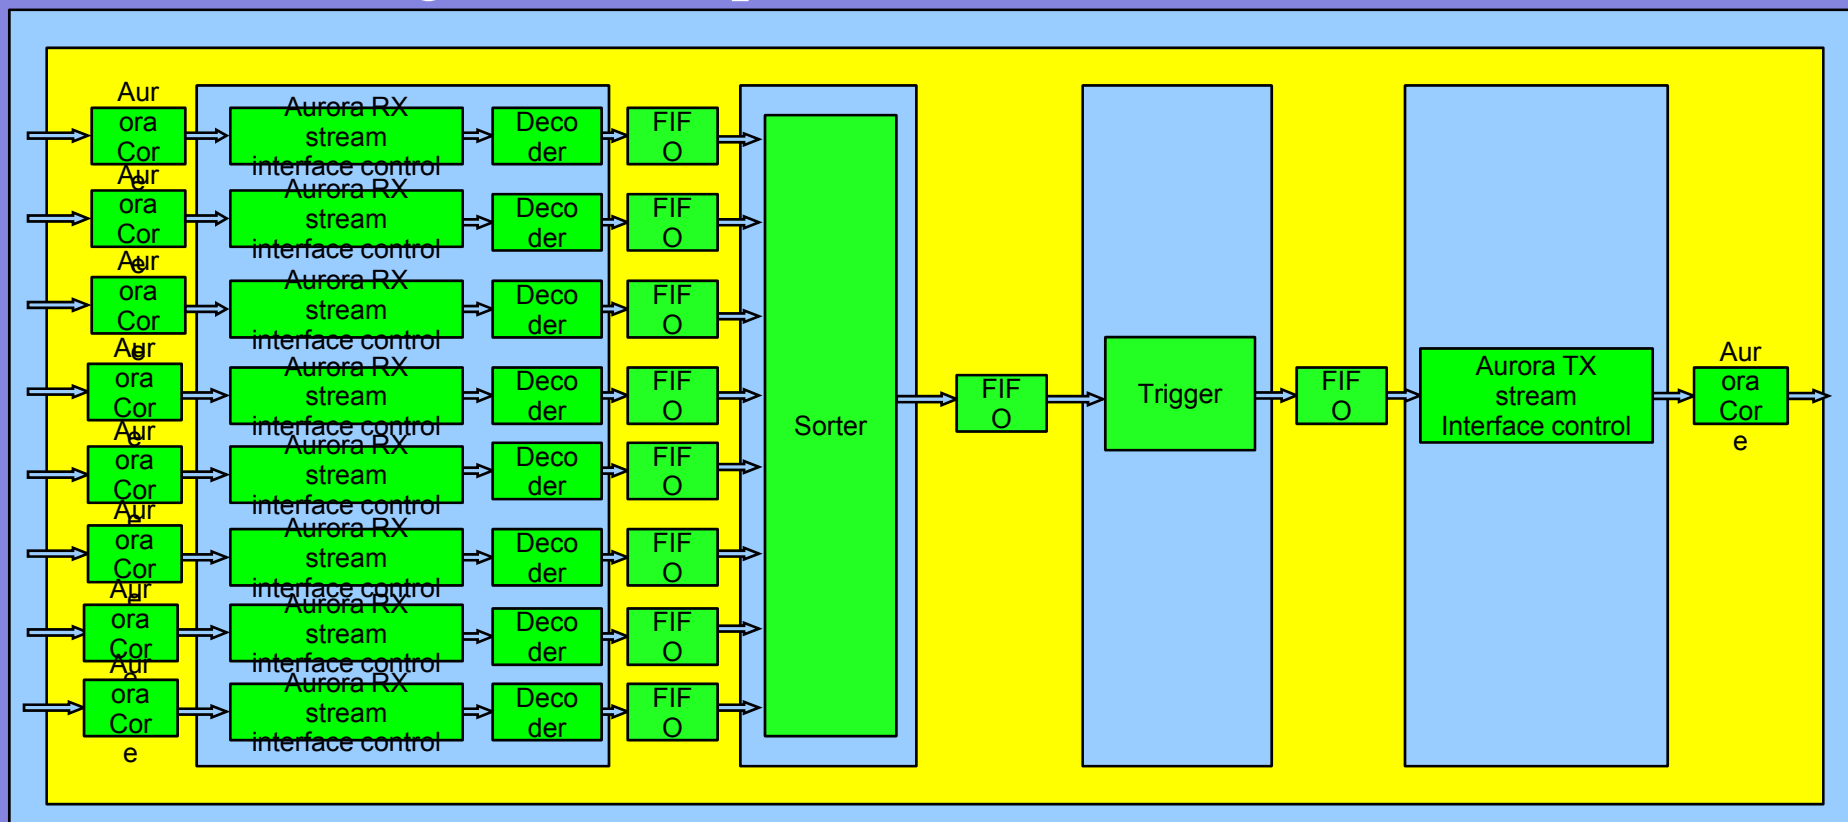 Aur
ora
Cor
e
Aurora RX
stream
interface control
Deco
der
FIF
O
Aur
ora
Cor
e
Aurora RX
stream
interface control
Deco
der
FIF
O
Aur
ora
Cor
e
Aurora RX
stream
interface control
Deco
der
FIF
O
Aur
ora
Cor
e
Aurora RX
stream
interface control
Deco
der
FIF
O
Aur
ora
Cor
e
Aurora RX
stream
interface control
Deco
der
FIF
O
Aur
ora
Cor
e
Aurora RX
stream
interface control
Deco
der
FIF
O
Aur
ora
Cor
e
Aurora RX
stream
interface control
Deco
der
FIF
O
Aur
ora
Cor
e
Aurora RX
stream
interface control
Deco
der
FIF
O
Sorter
FIF
O
Trigger
FIF
O
Aurora TX
stream
Interface control
Aur
ora
Cor
e